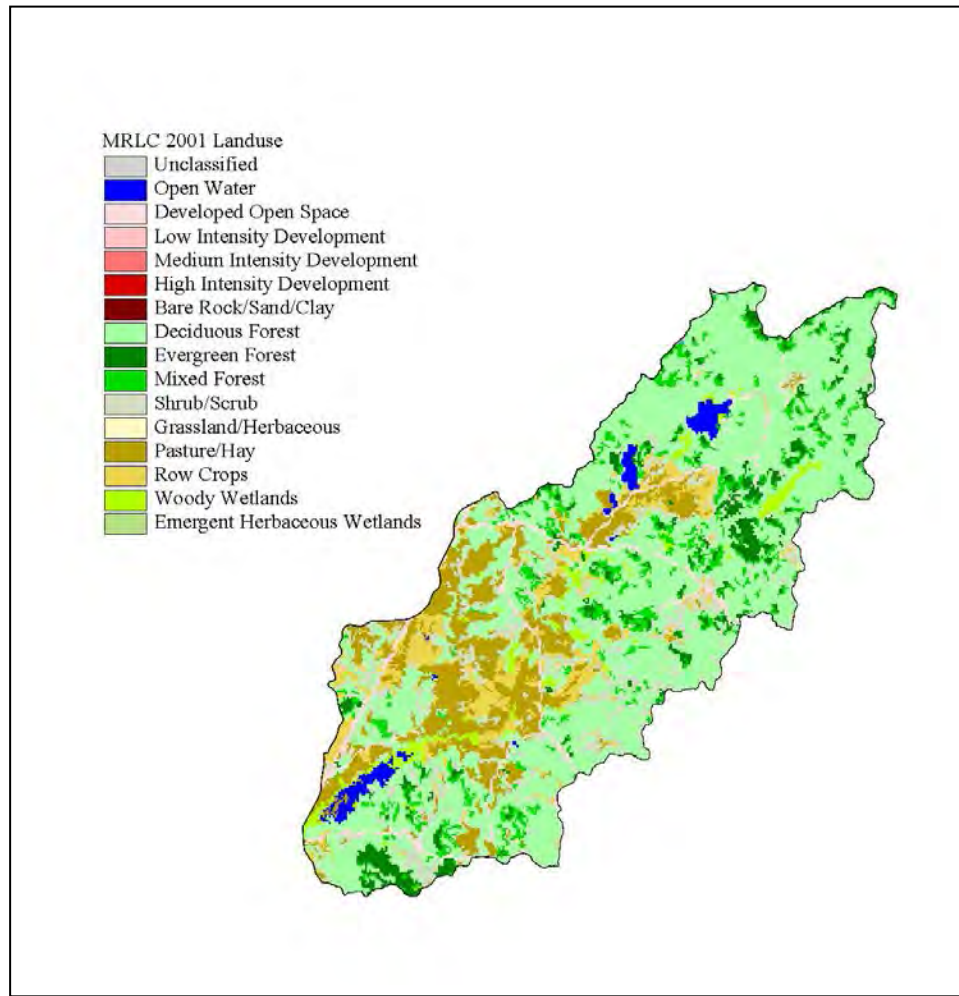 MRLC 2001 Landuse
Unclassified
Open Water
Developed Open Space
Low Intensity Development
Medium Intensity Development
High Intensity Development
Bare Rock/Sand/Clay
Deciduous Forest
Evergreen Forest
Mixed Forest
Shrub/Scrub
Grassland/Herbaceous
Pasture/Hay
Row Crops
Woody Wetlands
Emergent Herbaceous Wetlands